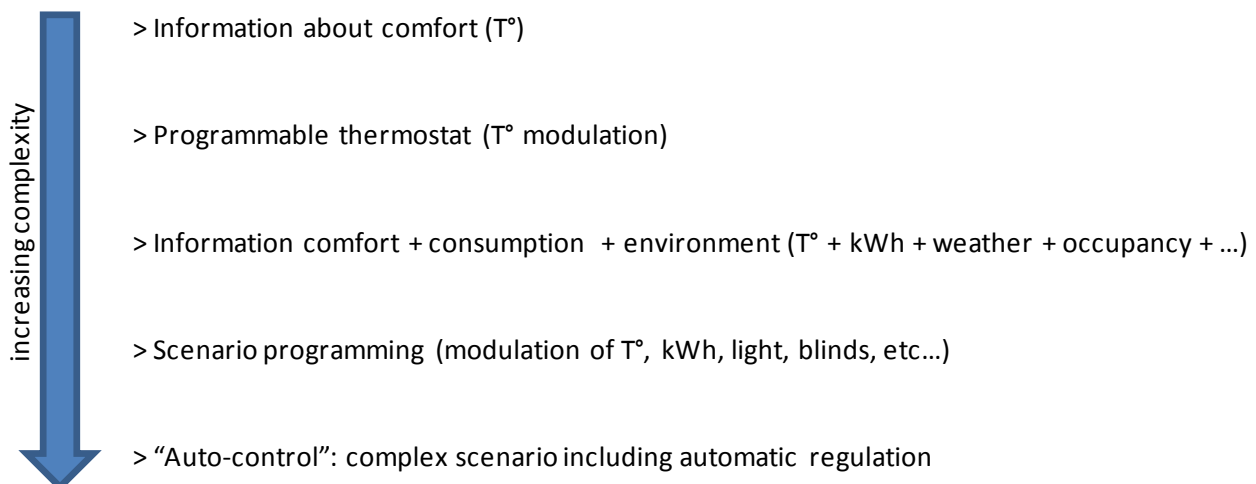 increasing complexity
> Information about comfort (T°)
> Programmable thermostat (T° modulation)
> Information comfort + consumption + environment (T° + kWh + weather + occupancy + …)
> Scenario programming (modulation of T°, kWh, light, blinds, etc…)
> “Auto-control”: complex scenario including automatic regulation